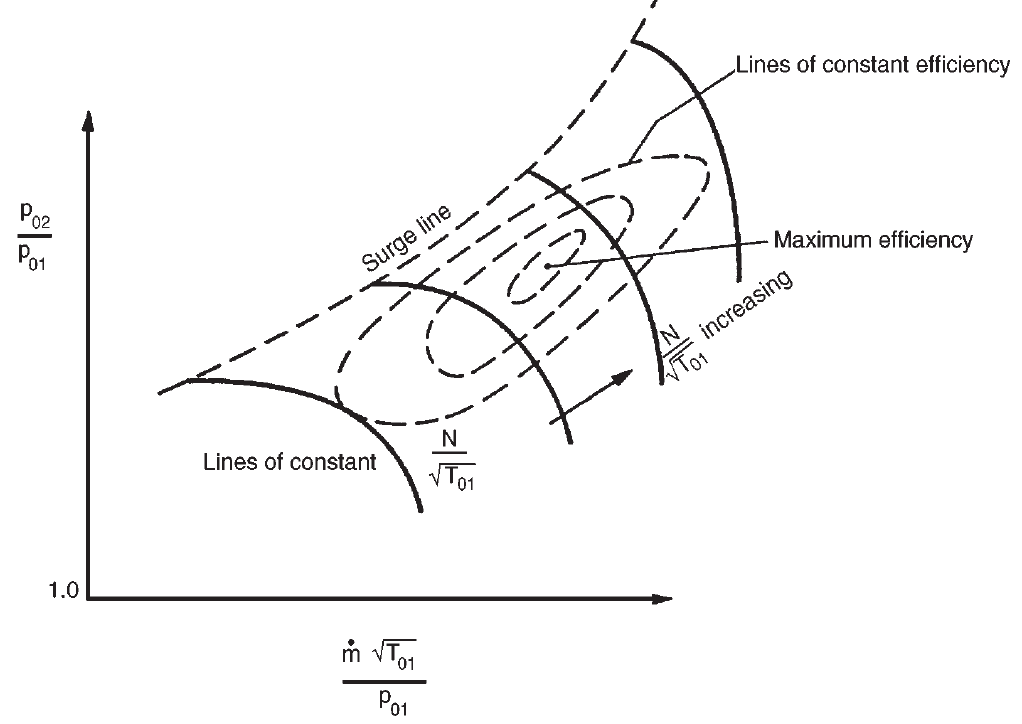 Lines of constant efficiency
p02
p01
Surge line
Maximum efficiency
N
√T01
increasing
Lines of constant
N
√T01
1.0
ṁ √T01
p01